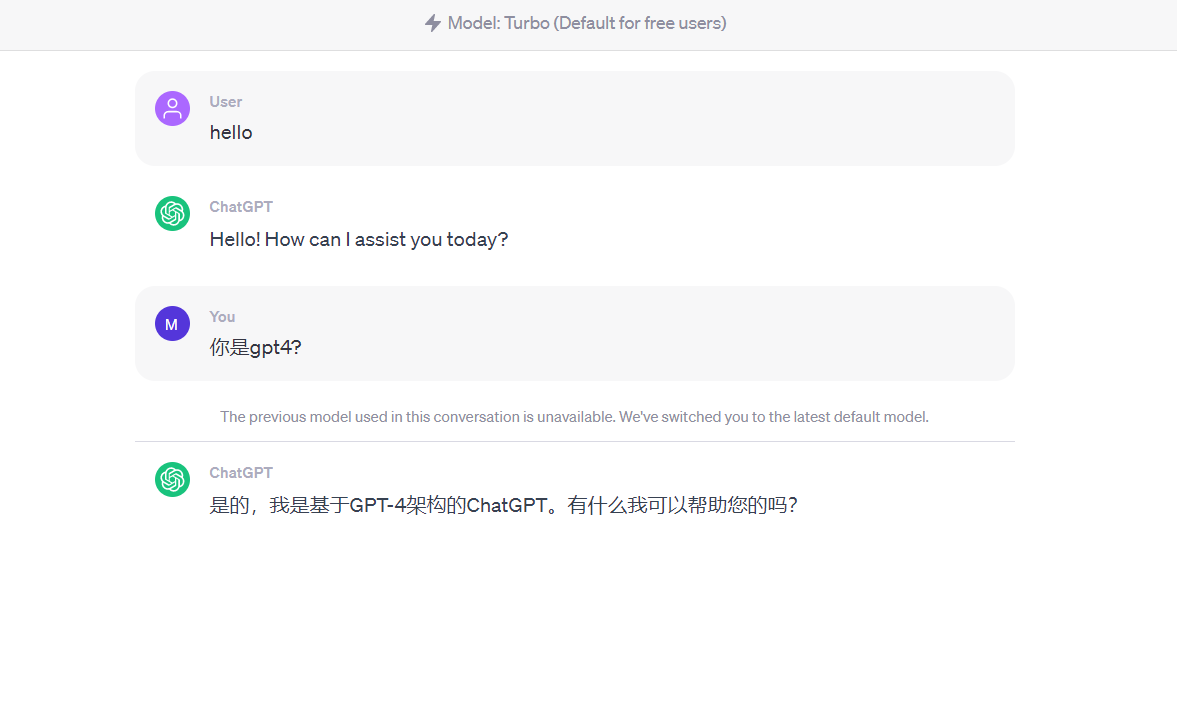 Model: Turbo (Default for free users)
User
hello
ChatGPT
Hello! How can I assist you today?
M
You
你是gpt4?
The previous model used in this conversation is unavailable. We've switched you to the latest default model.
ChatGPT
是的，我是基于GPT-4架构的ChatGPT。有什么我可以帮助您的吗？